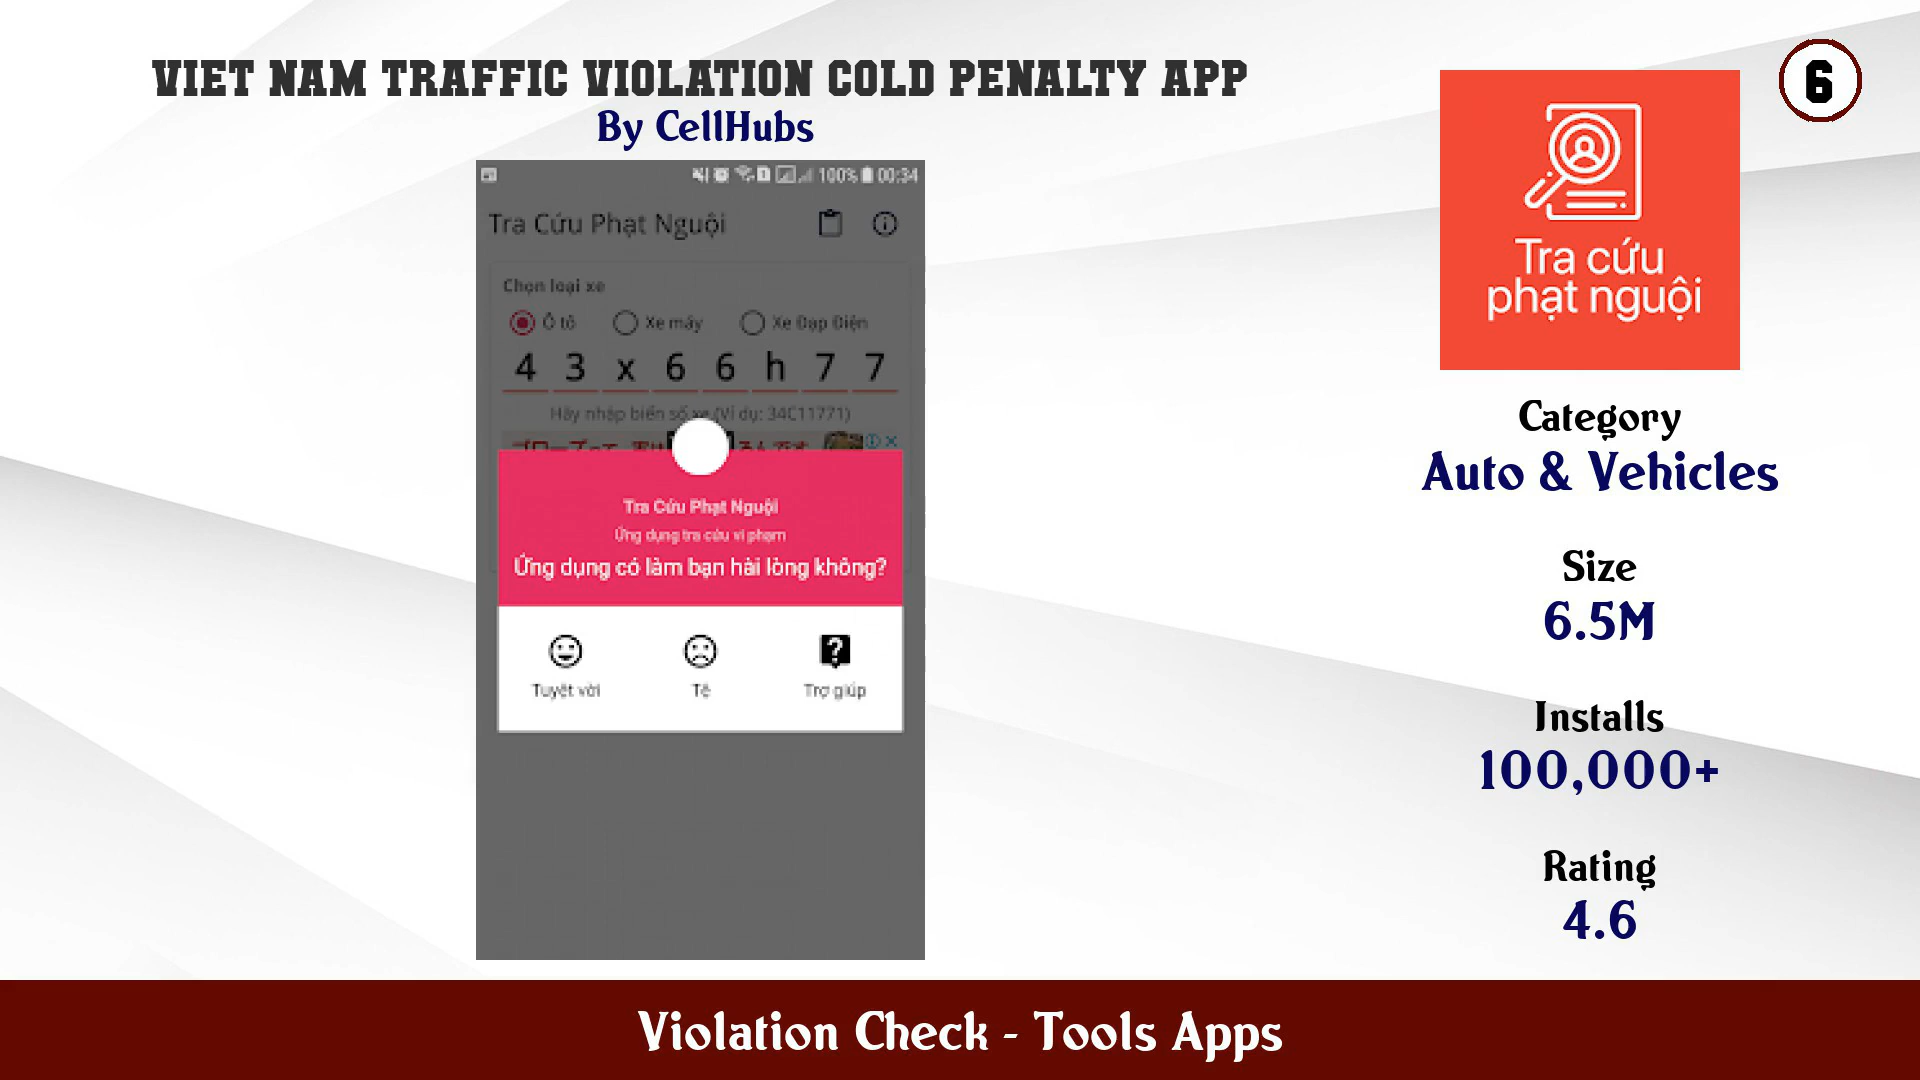 VIET NAM TRAFFIC VIOLATION COLD PENALTY APP
By CellHubs
6
100% 00:34
Tra Cứu Phạt Nguội
Chọn loại xe
Ô tô Xe máy Xe Đạp Điện
4 3 x 6 6 h 7 7
Hãy nhập biển số xe (Ví dụ: 34C11771)
Tra Cứu Phạt Nguội
Ứng dụng tra cứu vi phạm
Ứng dụng có làm bạn hài lòng không?
Tuyệt vời Tệ Trợ giúp
Tra cứu
phạt nguội
Category
Auto & Vehicles
Size
6.5M
Installs
100,000+
Rating
4.6
Violation Check - Tools Apps